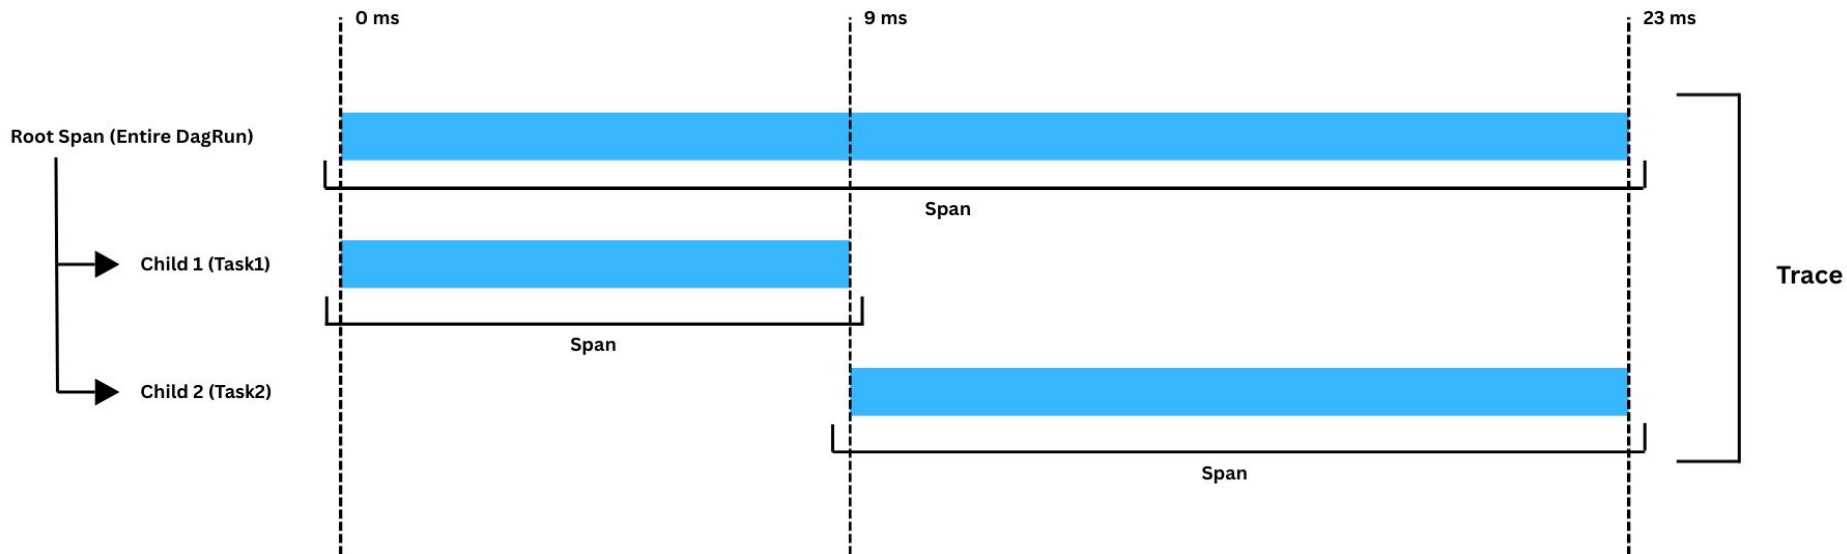 0 ms
9 ms
23 ms
Root Span (Entire DagRun)
Span
Child 1 (Task1)
Trace
Span
Child 2 (Task2)
Span